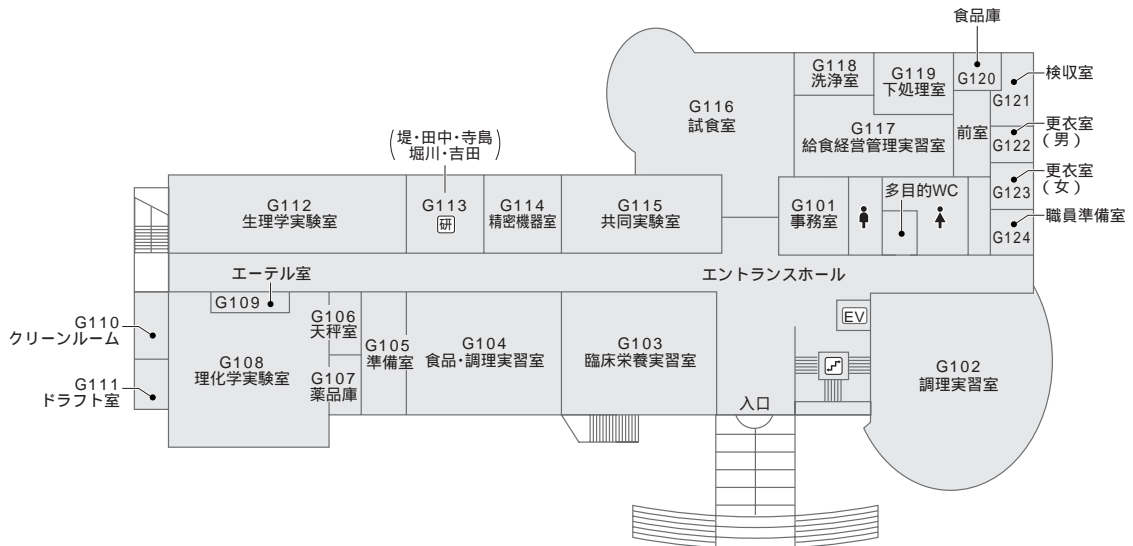 食品庫
G118
洗浄室
G119
下処理室
G120
検収室
G121
G116
試食室
G117
給食経営管理実習室
前室
更衣室
(男)
G122
(堤・田中・寺島
堀川・吉田)
更衣室
(女)
G123
多目的WC
G112
生理学実験室
G113
研
G114
精密機器室
G115
共同実験室
G101
事務室
職員準備室
G124
エーテル室
エントランスホール
G109
G110
クリーンルーム
G106
天秤室
EV
G105
準備室
G104
食品・調理実習室
G103
臨床栄養実習室
G108
理化学実験室
G102
調理実習室
G111
ドラフト室
G107
薬品庫
入口